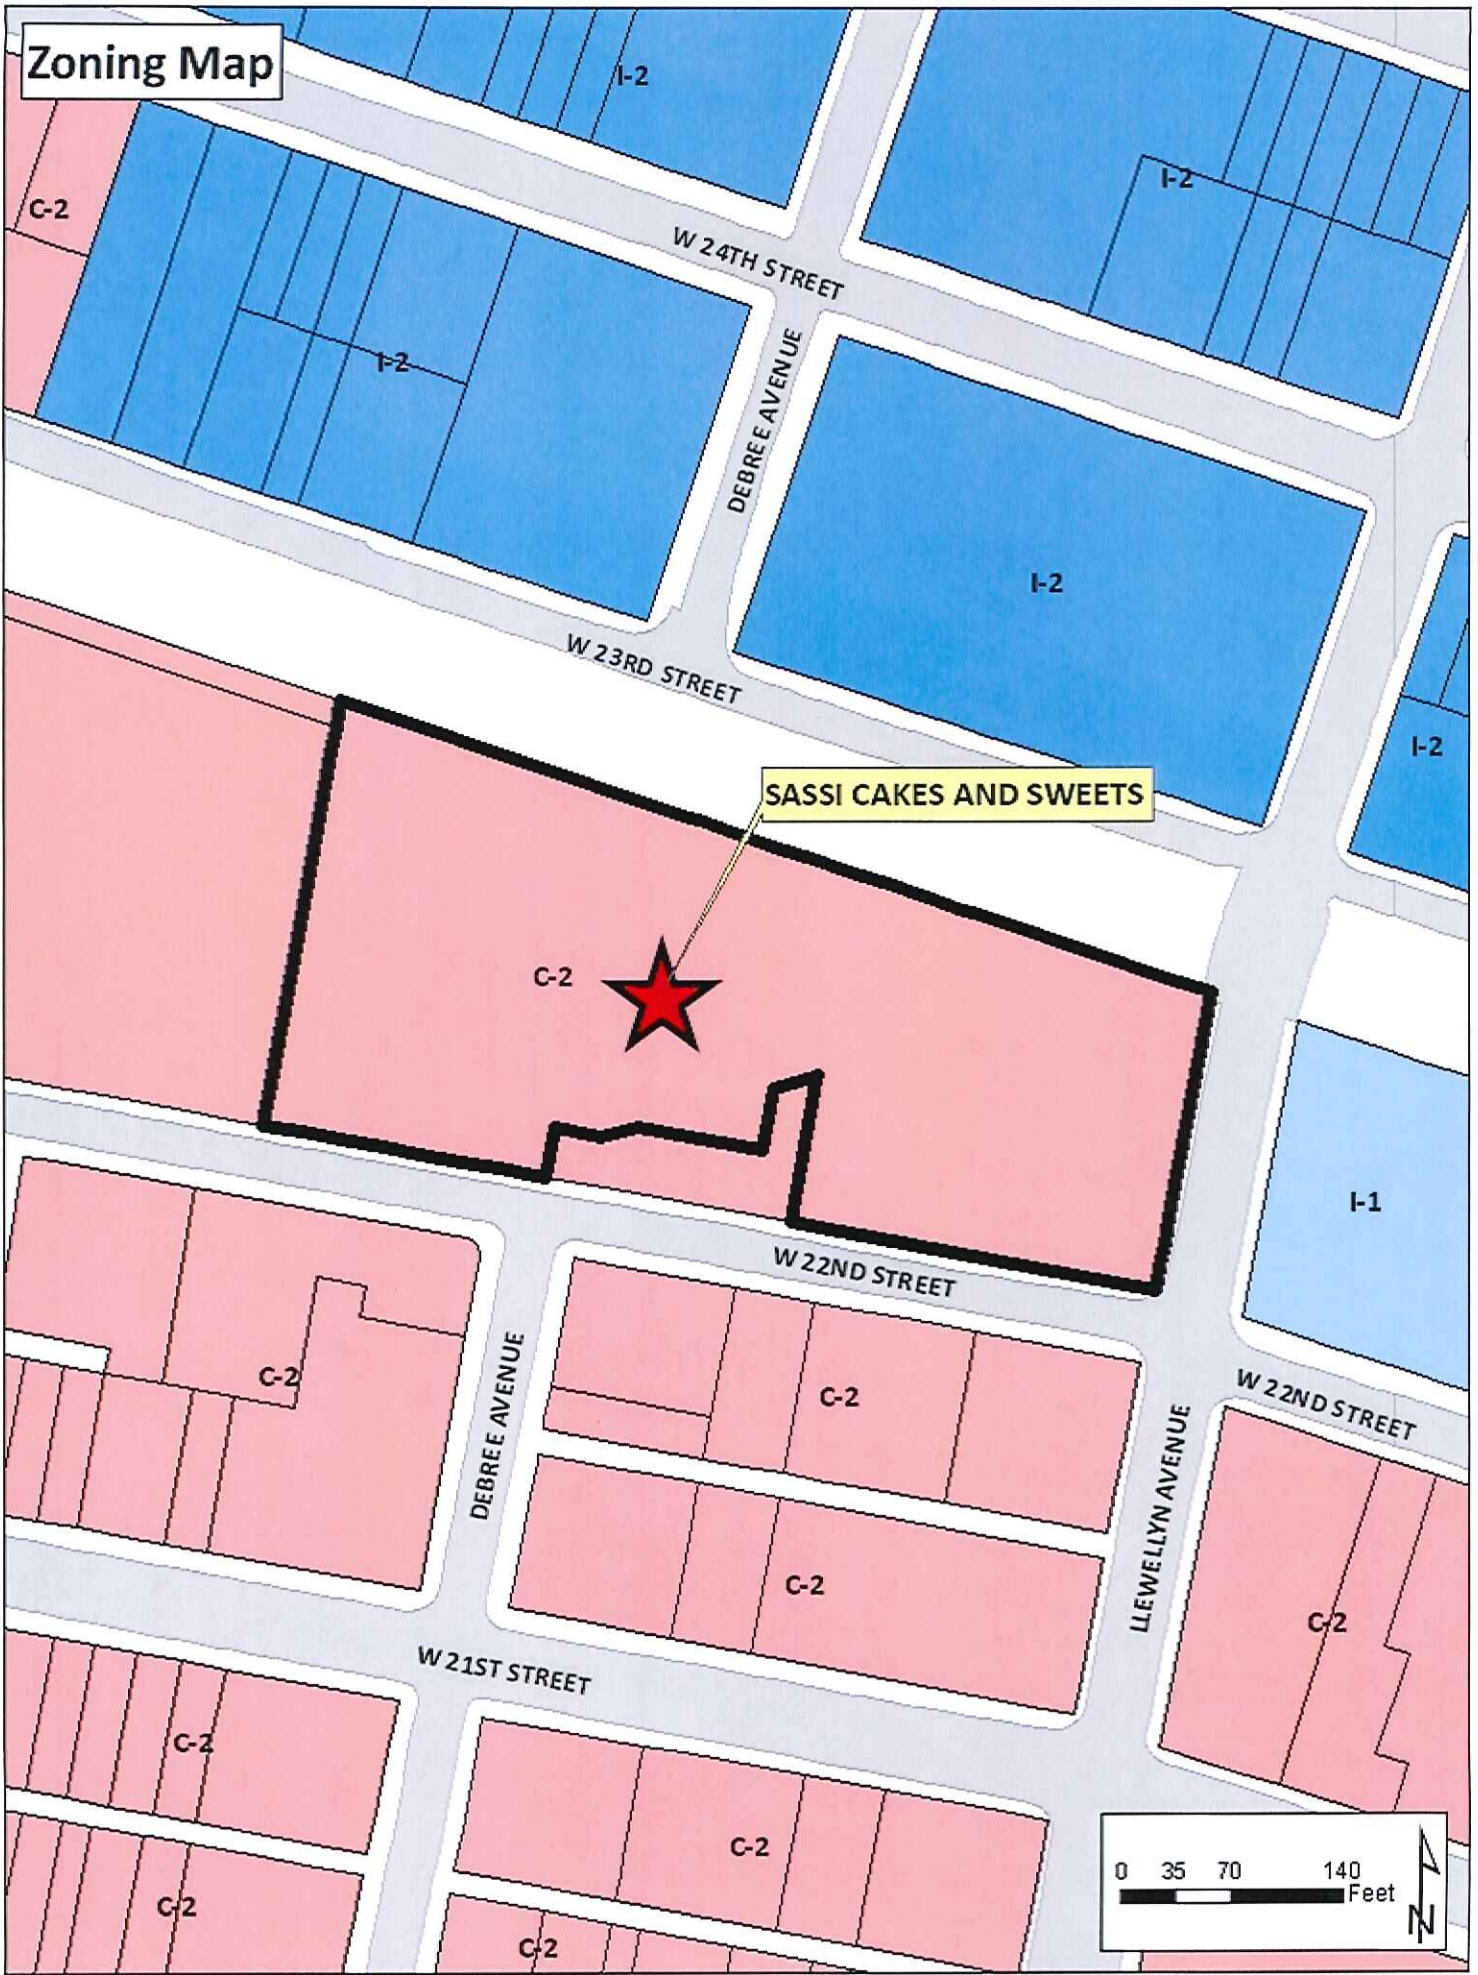 Zoning Map
I-2
I-2
C-2
W 24TH STREET
I-2
DEBREE AVENUE
I-2
W 23RD STREET
I-2
SASSI CAKES AND SWEETS
C-2
I-1
W 22ND STREET
C-2
DEBREE AVENUE
C-2
W 22ND STREET
LLEWELLYN AVENUE
C-2
C-2
W 21ST STREET
C-2
C-2
C-2
C-2
0 35 70 140
Feet
N